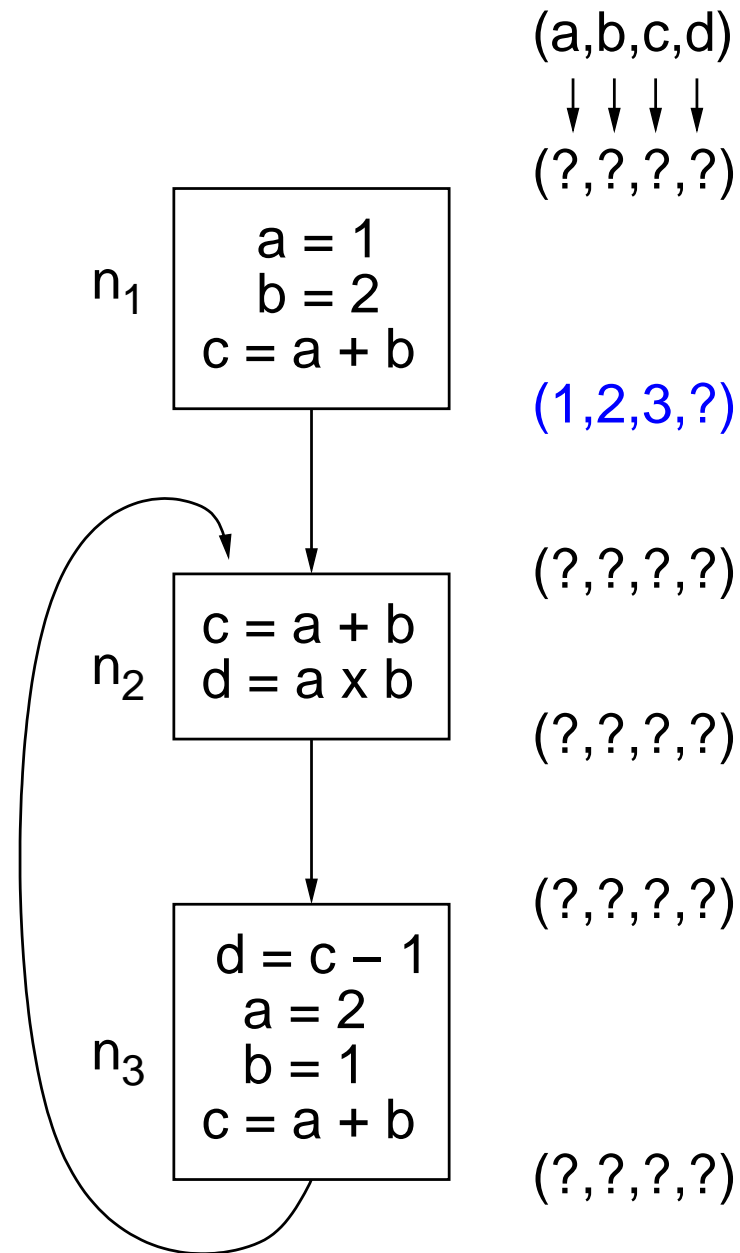 (a,b,c,d)
(?,?,?,?)
n₁
a = 1
b = 2
c = a + b
(1,2,3,?)
(?,?,?,?)
n₂
c = a + b
d = a x b
(?,?,?,?)
(?,?,?,?)
n₃
d = c – 1
a = 2
b = 1
c = a + b
(?,?,?,?)